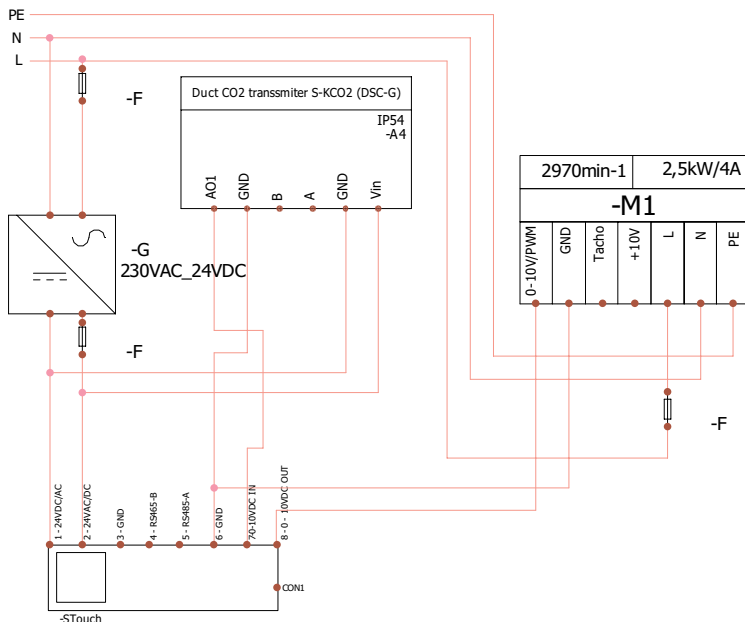 PE
N
L
-F
Duct CO2 transsmiter S-KCO2 (DSC-G)
IP54
-A4
AO1
GND
B
A
GND
Vin
2970min-1
2,5kW/4A
-M1
0-10V/PWM
GND
Tacho
+10V
L
N
PE
-G
230VAC_24VDC
-F
-F
1 - 24VDC/AC
2 - 24VAC/DC
3 - GND
4 - RS465-B
5 - RS485-A
6 - GND
7-0-10VDC IN
8 - 0 - 10VDC OUT
CON1
-STouch